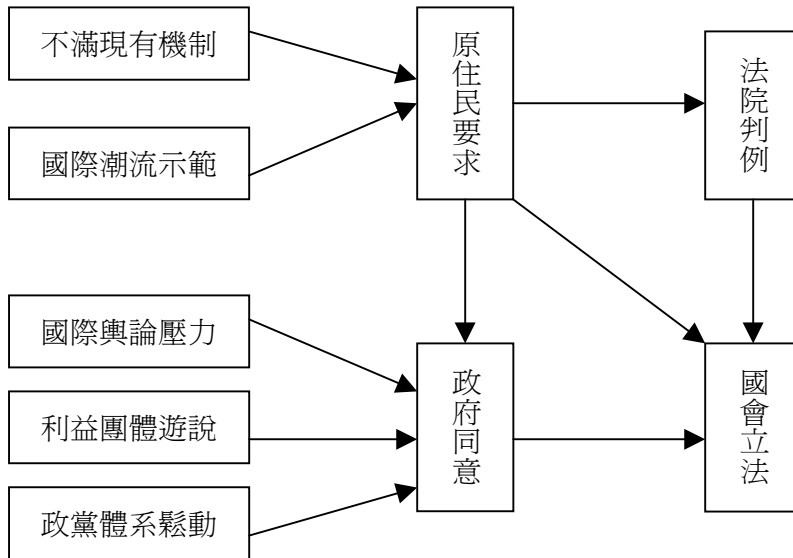 不滿現有機制
國際潮流示範
原住民要求
法院判例
國際輿論壓力
利益團體遊說
政黨體系鬆動
政府同意
國會立法